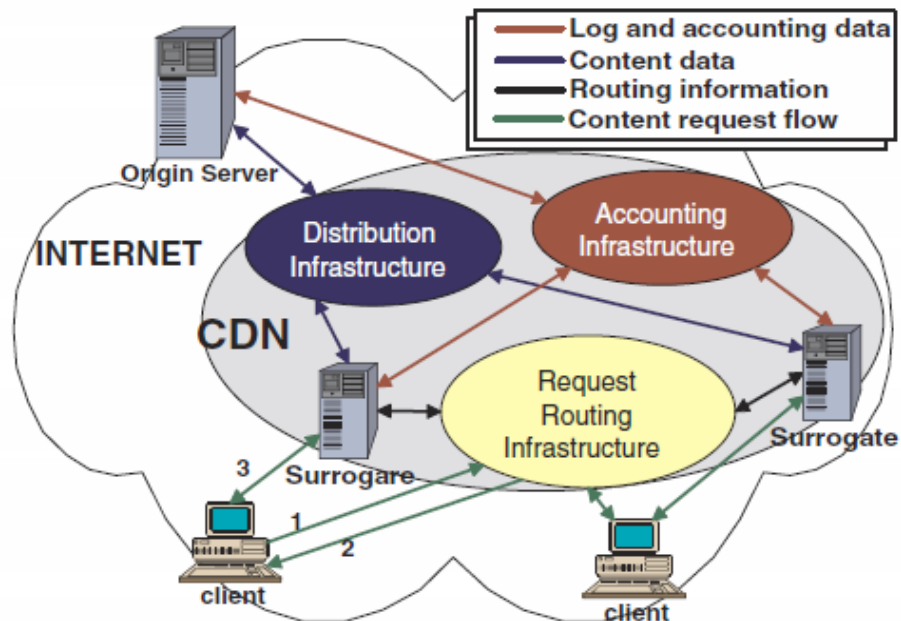 Log and accounting data
Content data
Routing information
Content request flow
Origin Server
INTERNET
Distribution
Infrastructure
Accounting
Infrastructure
CDN
Request
Routing
Infrastructure
Surrogare
Surrogate
3
1
2
client
client